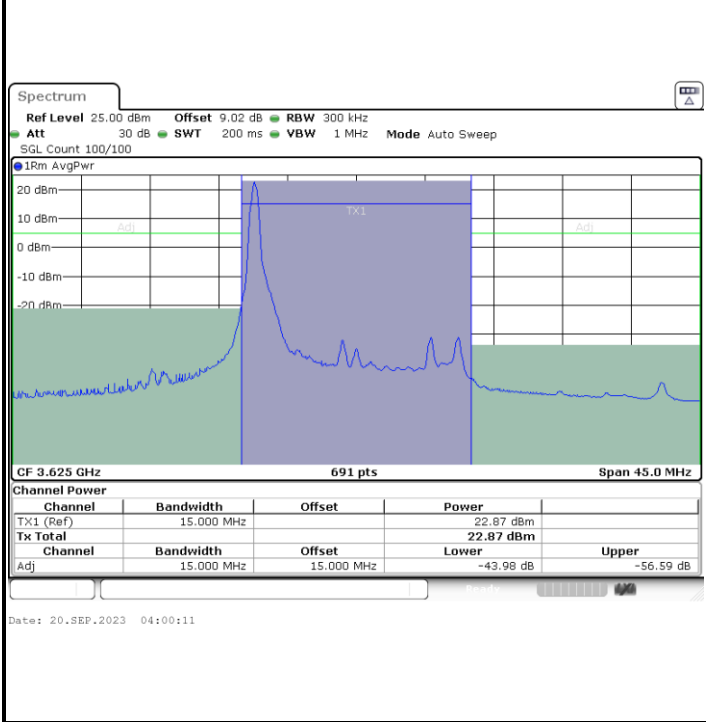 Spectrum
Ref Level 25.00 dBm Offset 9.02 dB RBW 300 kHz
Att 30 dB SWT 200 ms VBW 1 MHz Mode Auto Sweep
SGL Count 100/100
1Rm AvgPwr
20 dBm
TX1
10 dBm
Adj Adj
0 dBm
-10 dBm
-20 dBm
CF 3.625 GHz 691 pts Span 45.0 MHz
Channel Power
Channel Bandwidth Offset Power
TX1 (Ref) 15.000 MHz 22.87 dBm
Tx Total 22.87 dBm
Channel Bandwidth Offset Lower Upper
Adj 15.000 MHz 15.000 MHz -43.98 dB -56.59 dB
Ready
Date: 20.SEP.2023 04:00:11